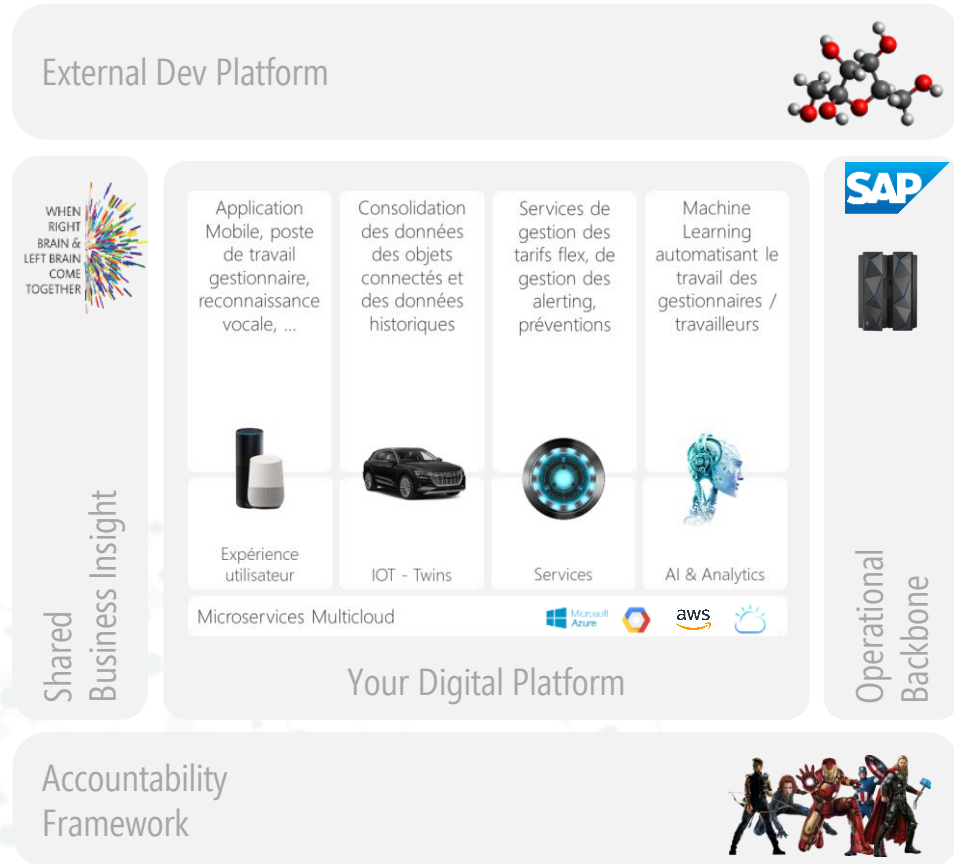 External Dev Platform
WHEN
RIGHT
BRAIN &
LEFT BRAIN
COME
TOGETHER
Shared
Business Insight
Application
Mobile, poste
de travail
gestionnaire,
reconnaissance
vocale, ...
Expérience
utilisateur
Consolidation
des données
des objets
connectés et
des données
historiques
IOT - Twins
Services de
gestion des
tarifs flex, de
gestion des
alerting,
préventions
Services
Machine
Learning
automatisant le
travail des
gestionnaires /
travailleurs
AI & Analytics
Microservices Multicloud
Microsoft
Azure
aws
Your Digital Platform
SAP
Operational
Backbone
Accountability
Framework